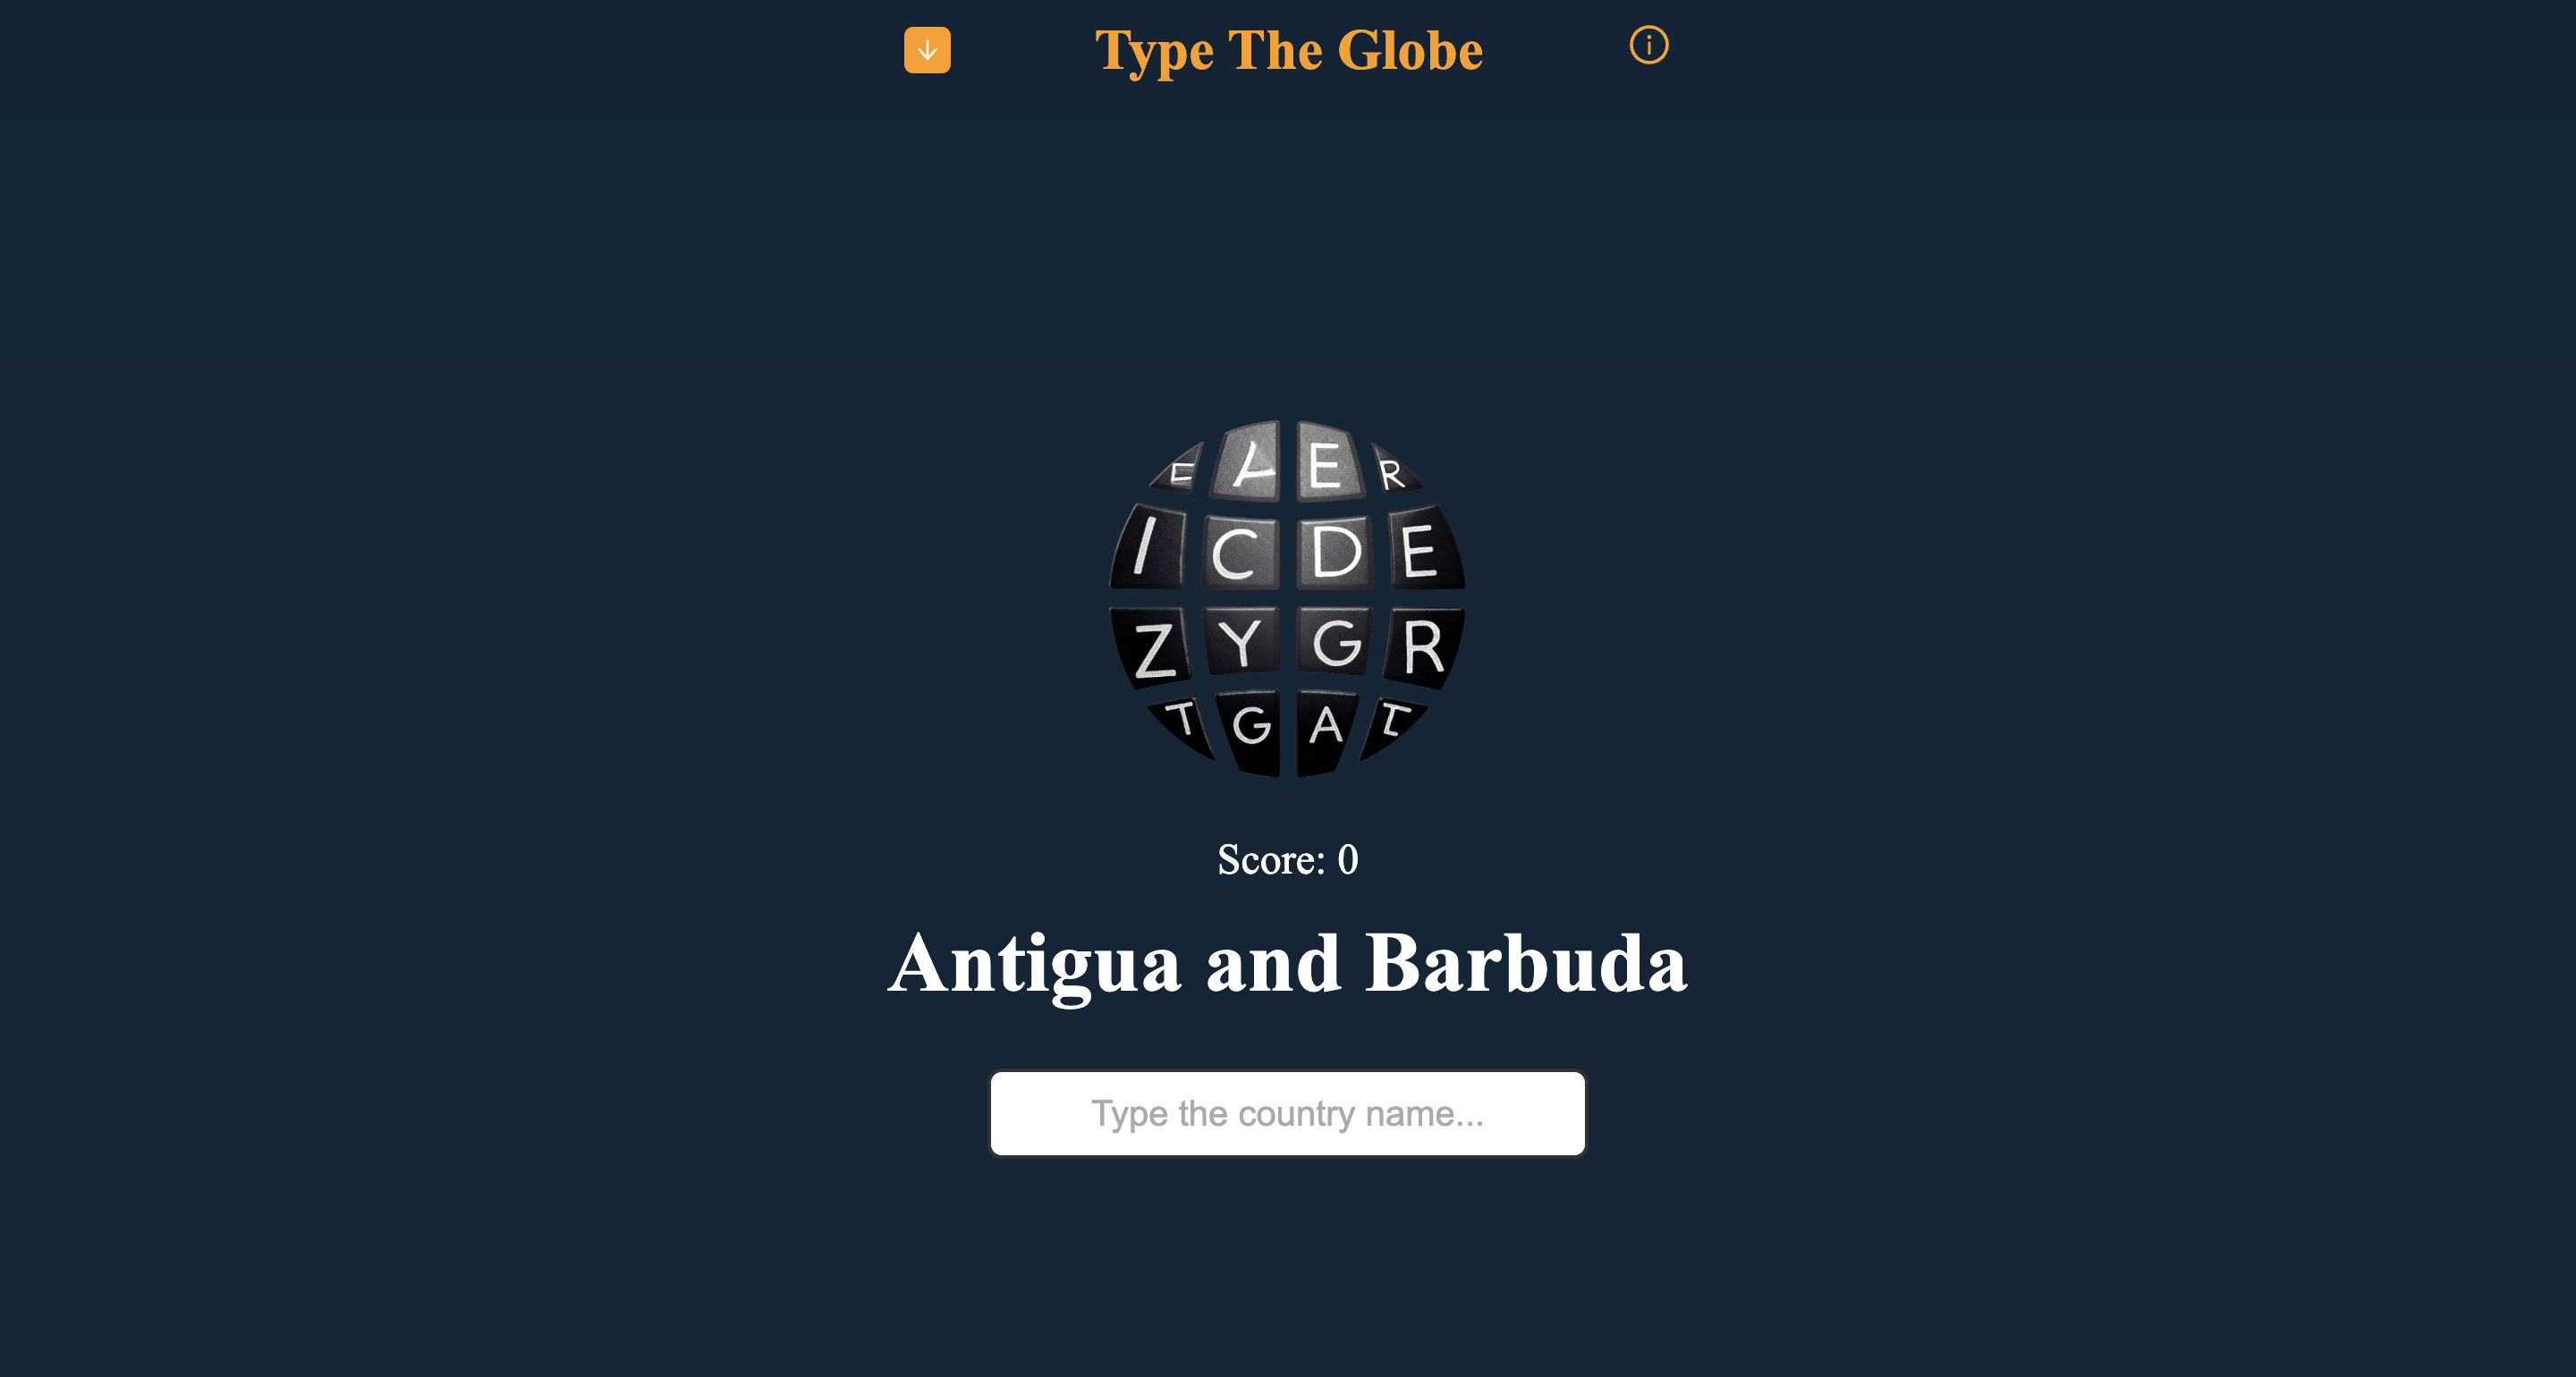 Type The Globe
E Y E R
I C D E
Z Y G R
T G A I
Score: 0
Antigua and Barbuda
Type the country name...